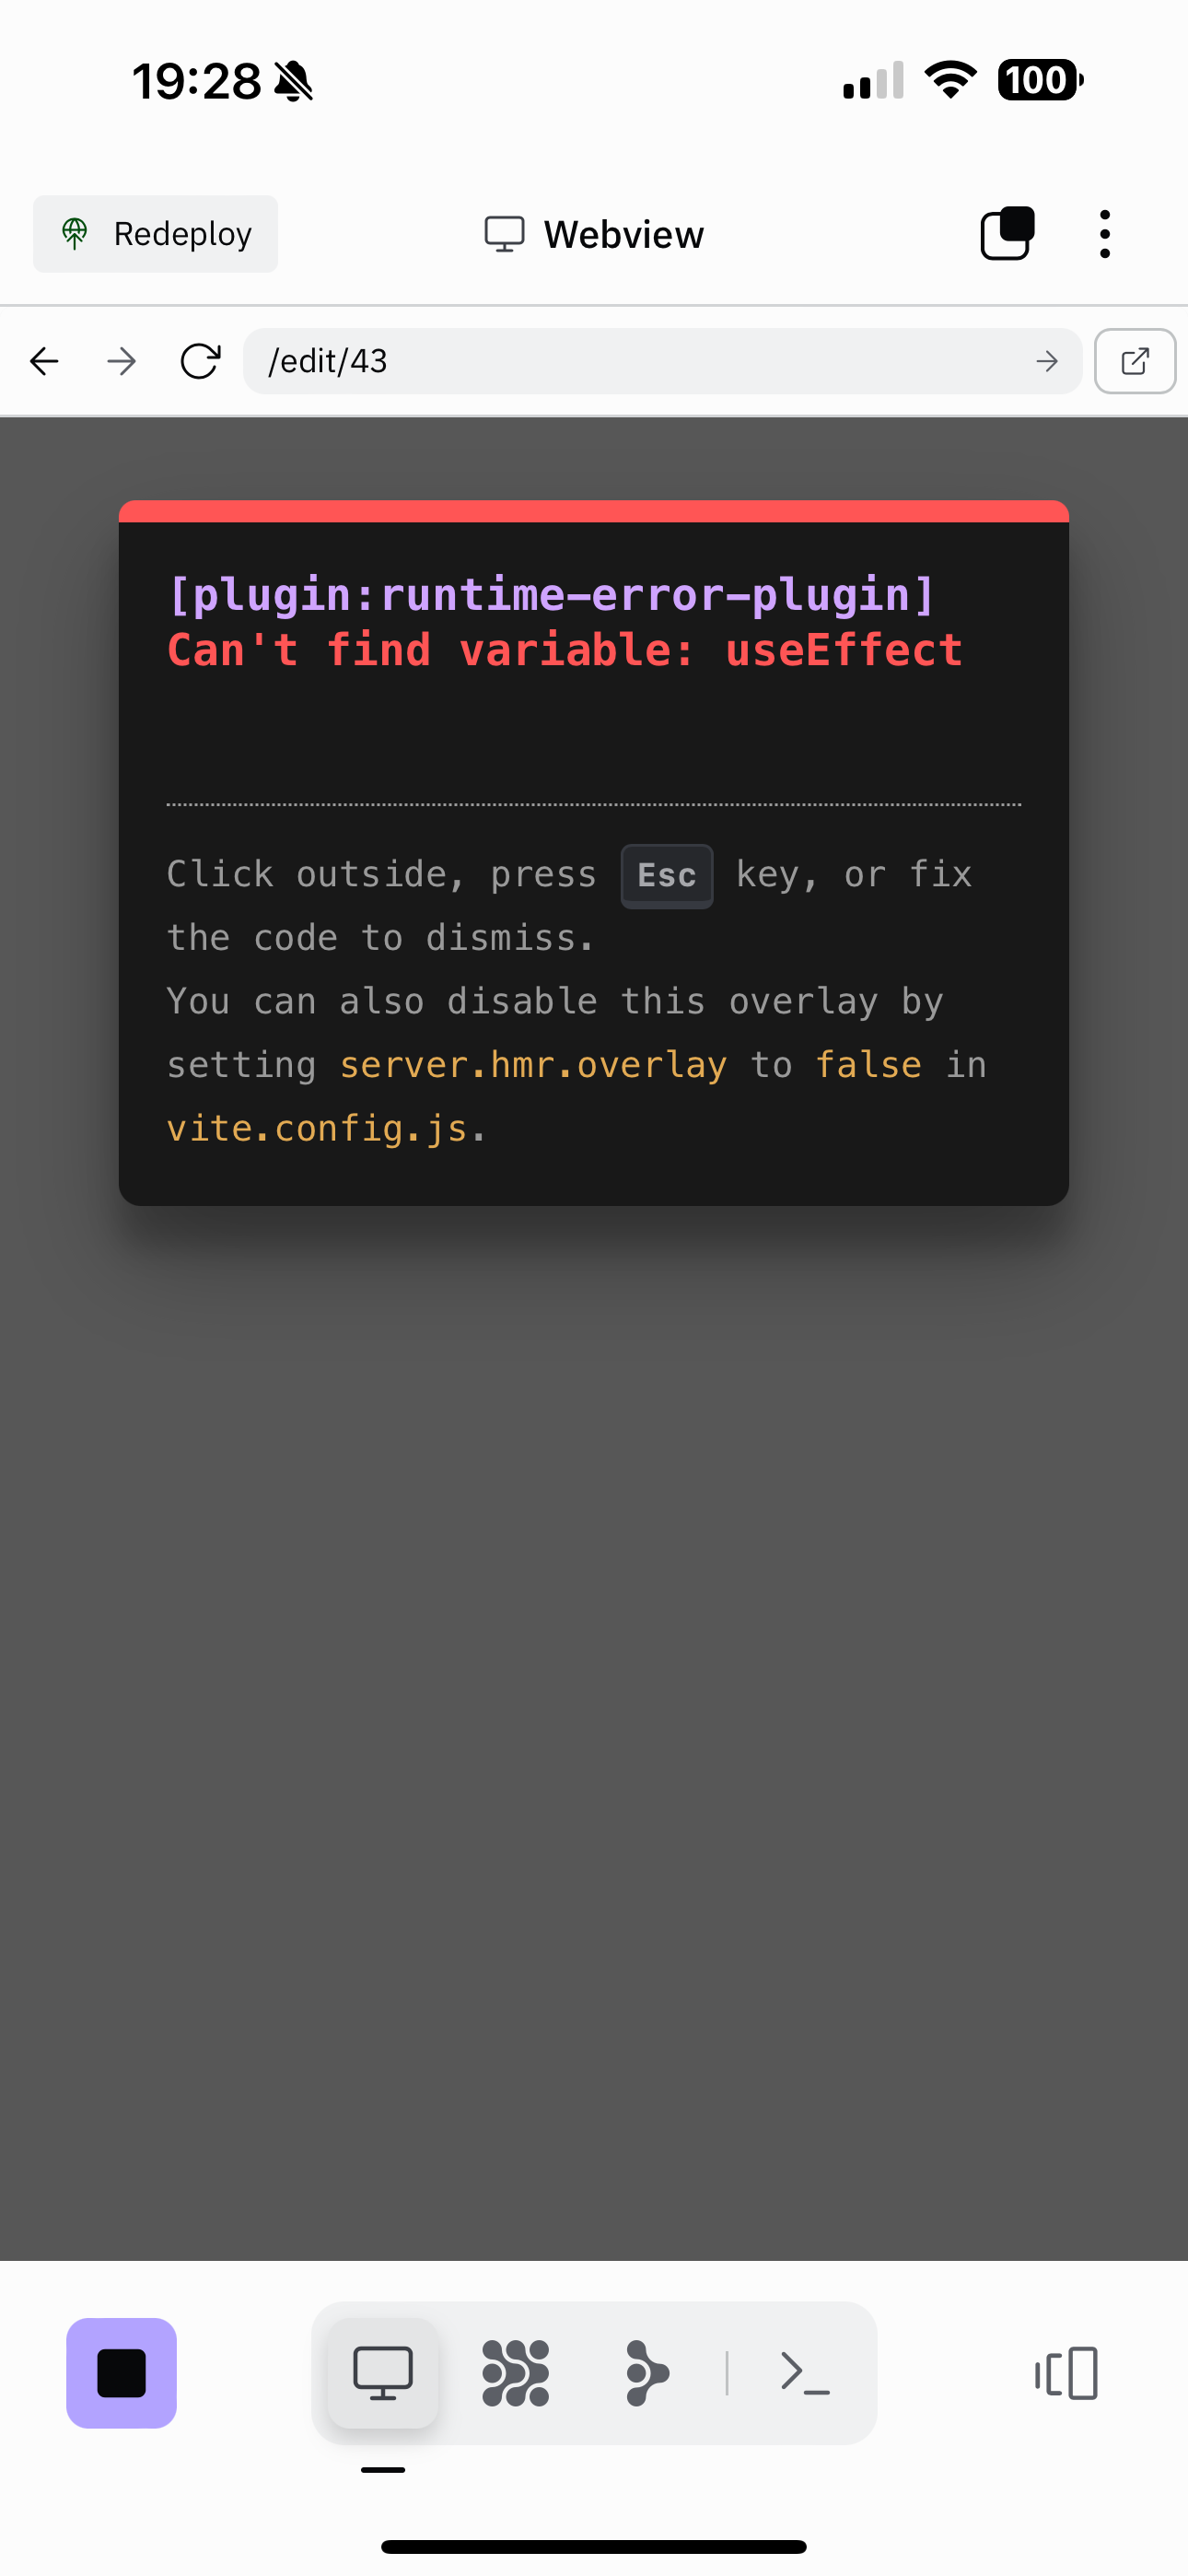 19:28
100
Redeploy
Webview
/edit/43
[plugin:runtime-error-plugin]
Can't find variable: useEffect
Click outside, press Esc key, or fix
the code to dismiss.
You can also disable this overlay by
setting server.hmr.overlay to false in
vite.config.js.